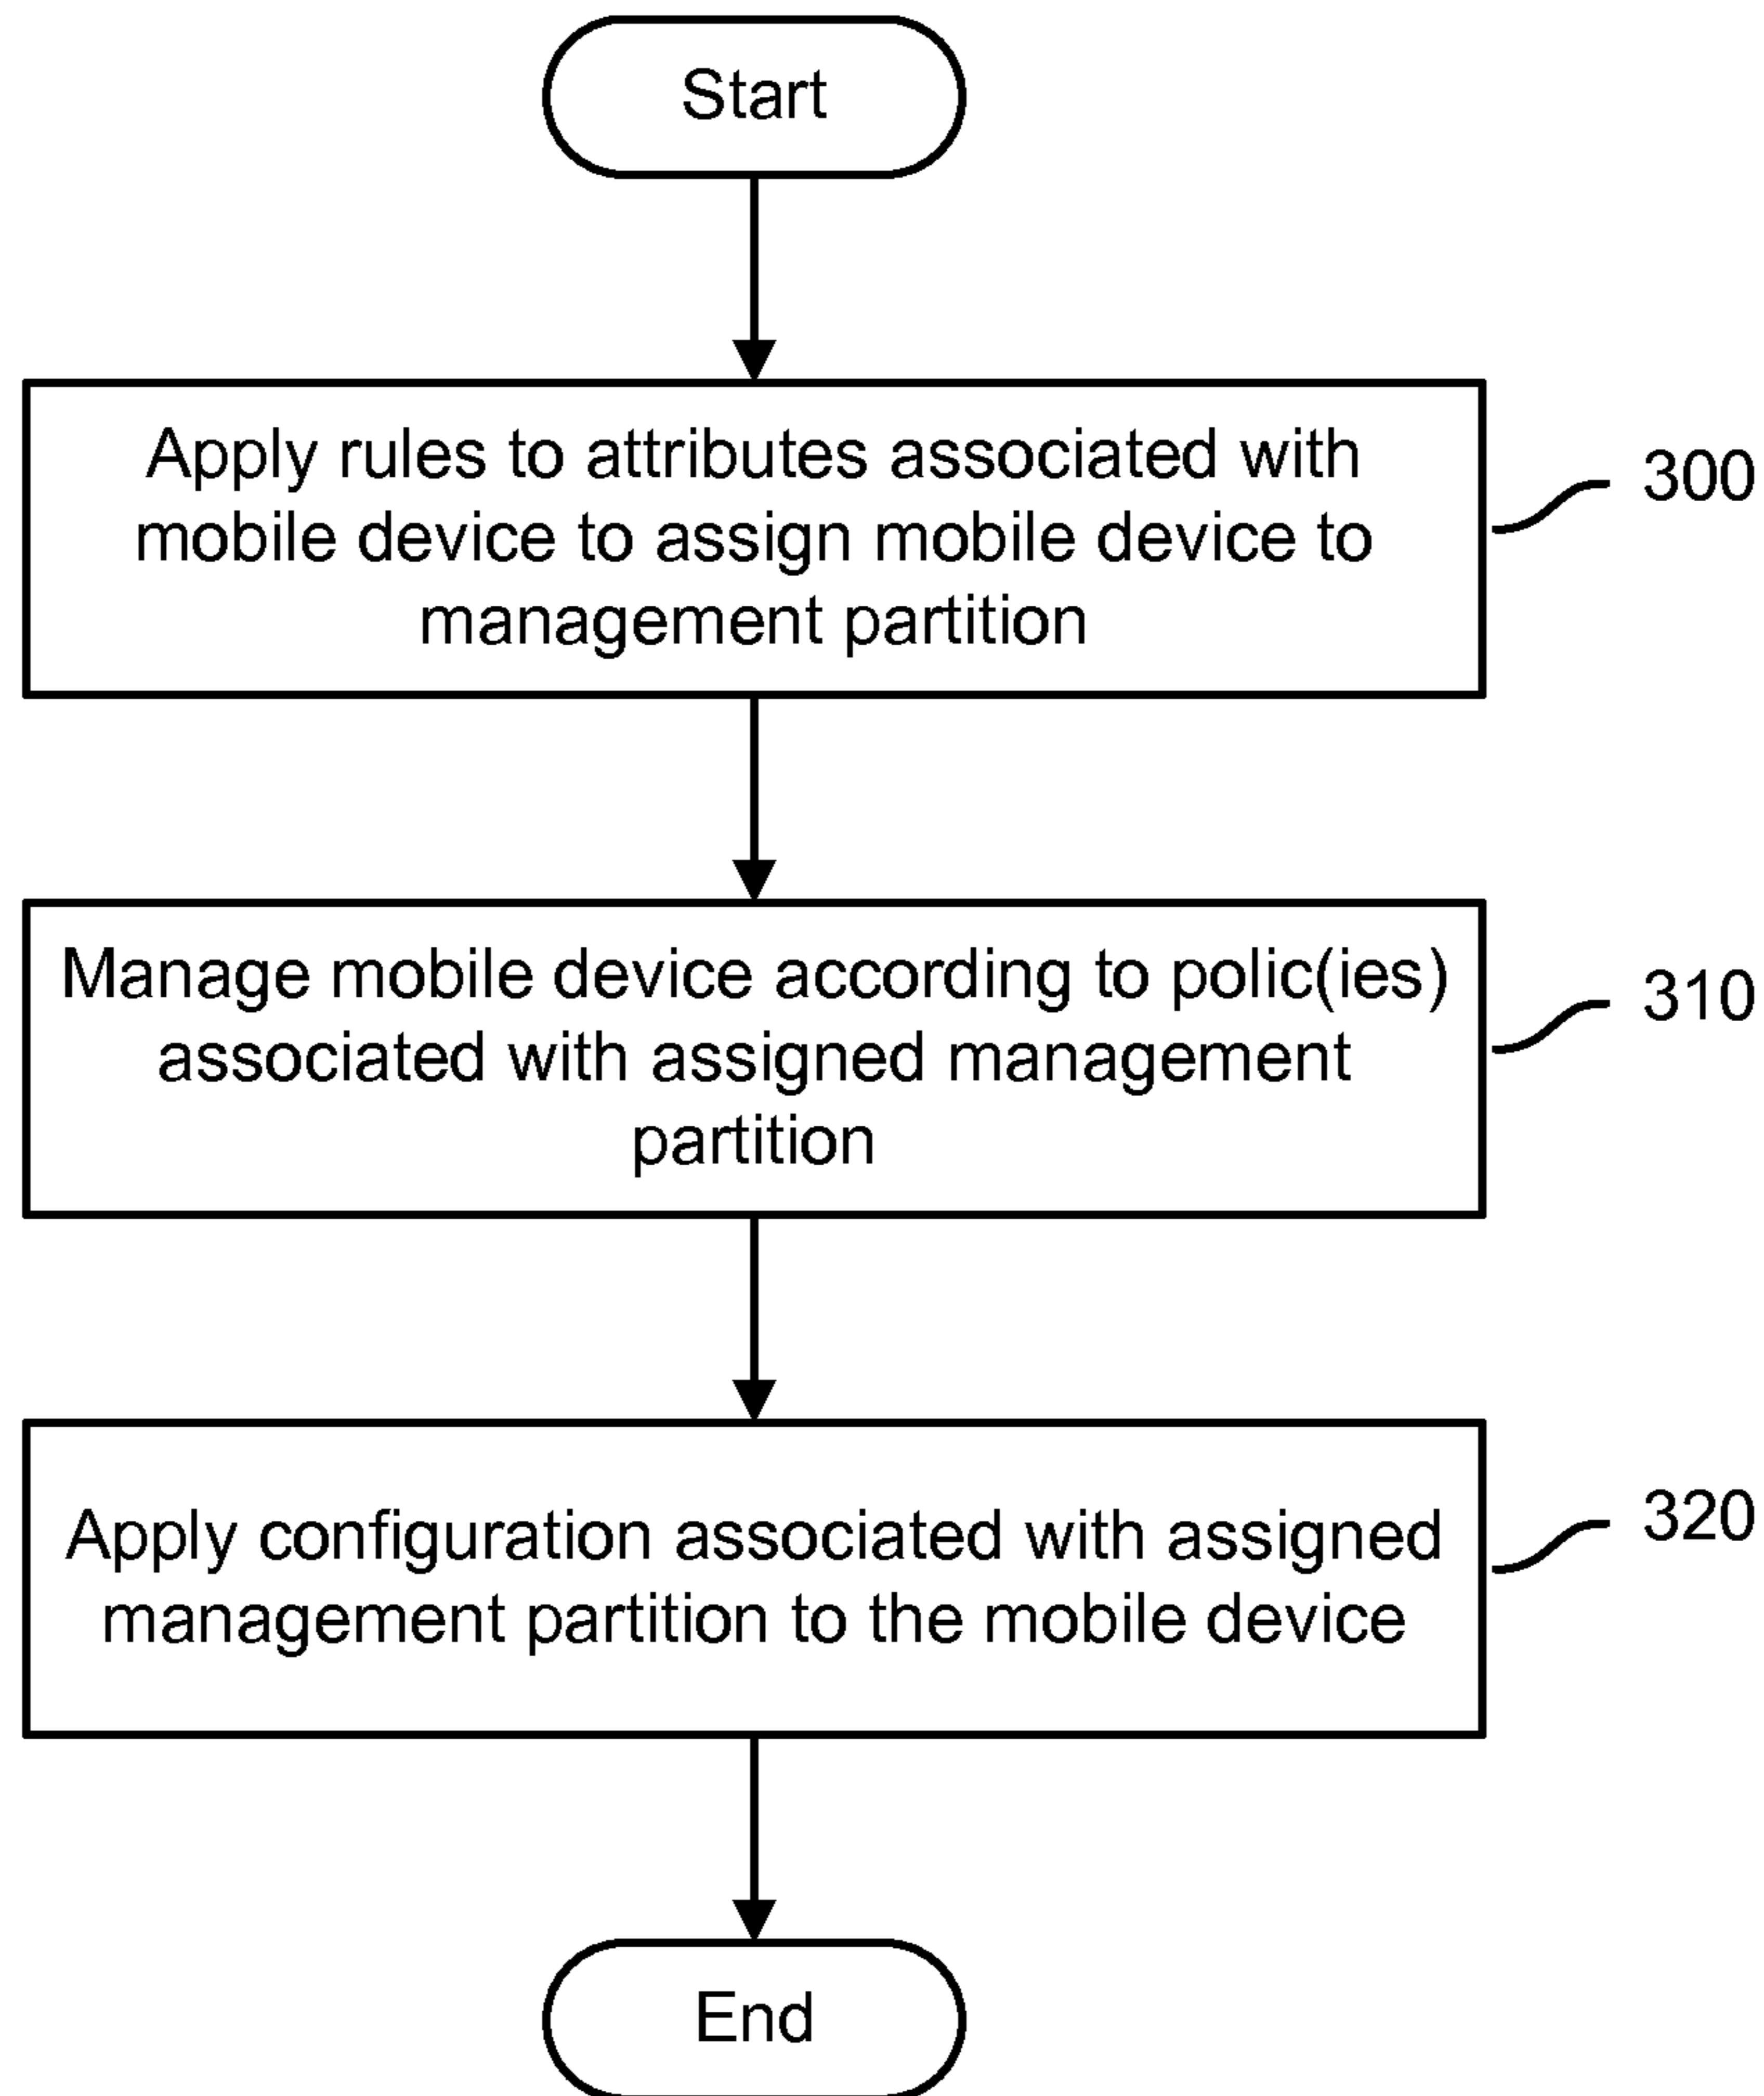 Start
Apply rules to attributes associated with
mobile device to assign mobile device to
management partition
300
Manage mobile device according to polic(ies)
associated with assigned management
partition
310
Apply configuration associated with assigned
management partition to the mobile device
320
End